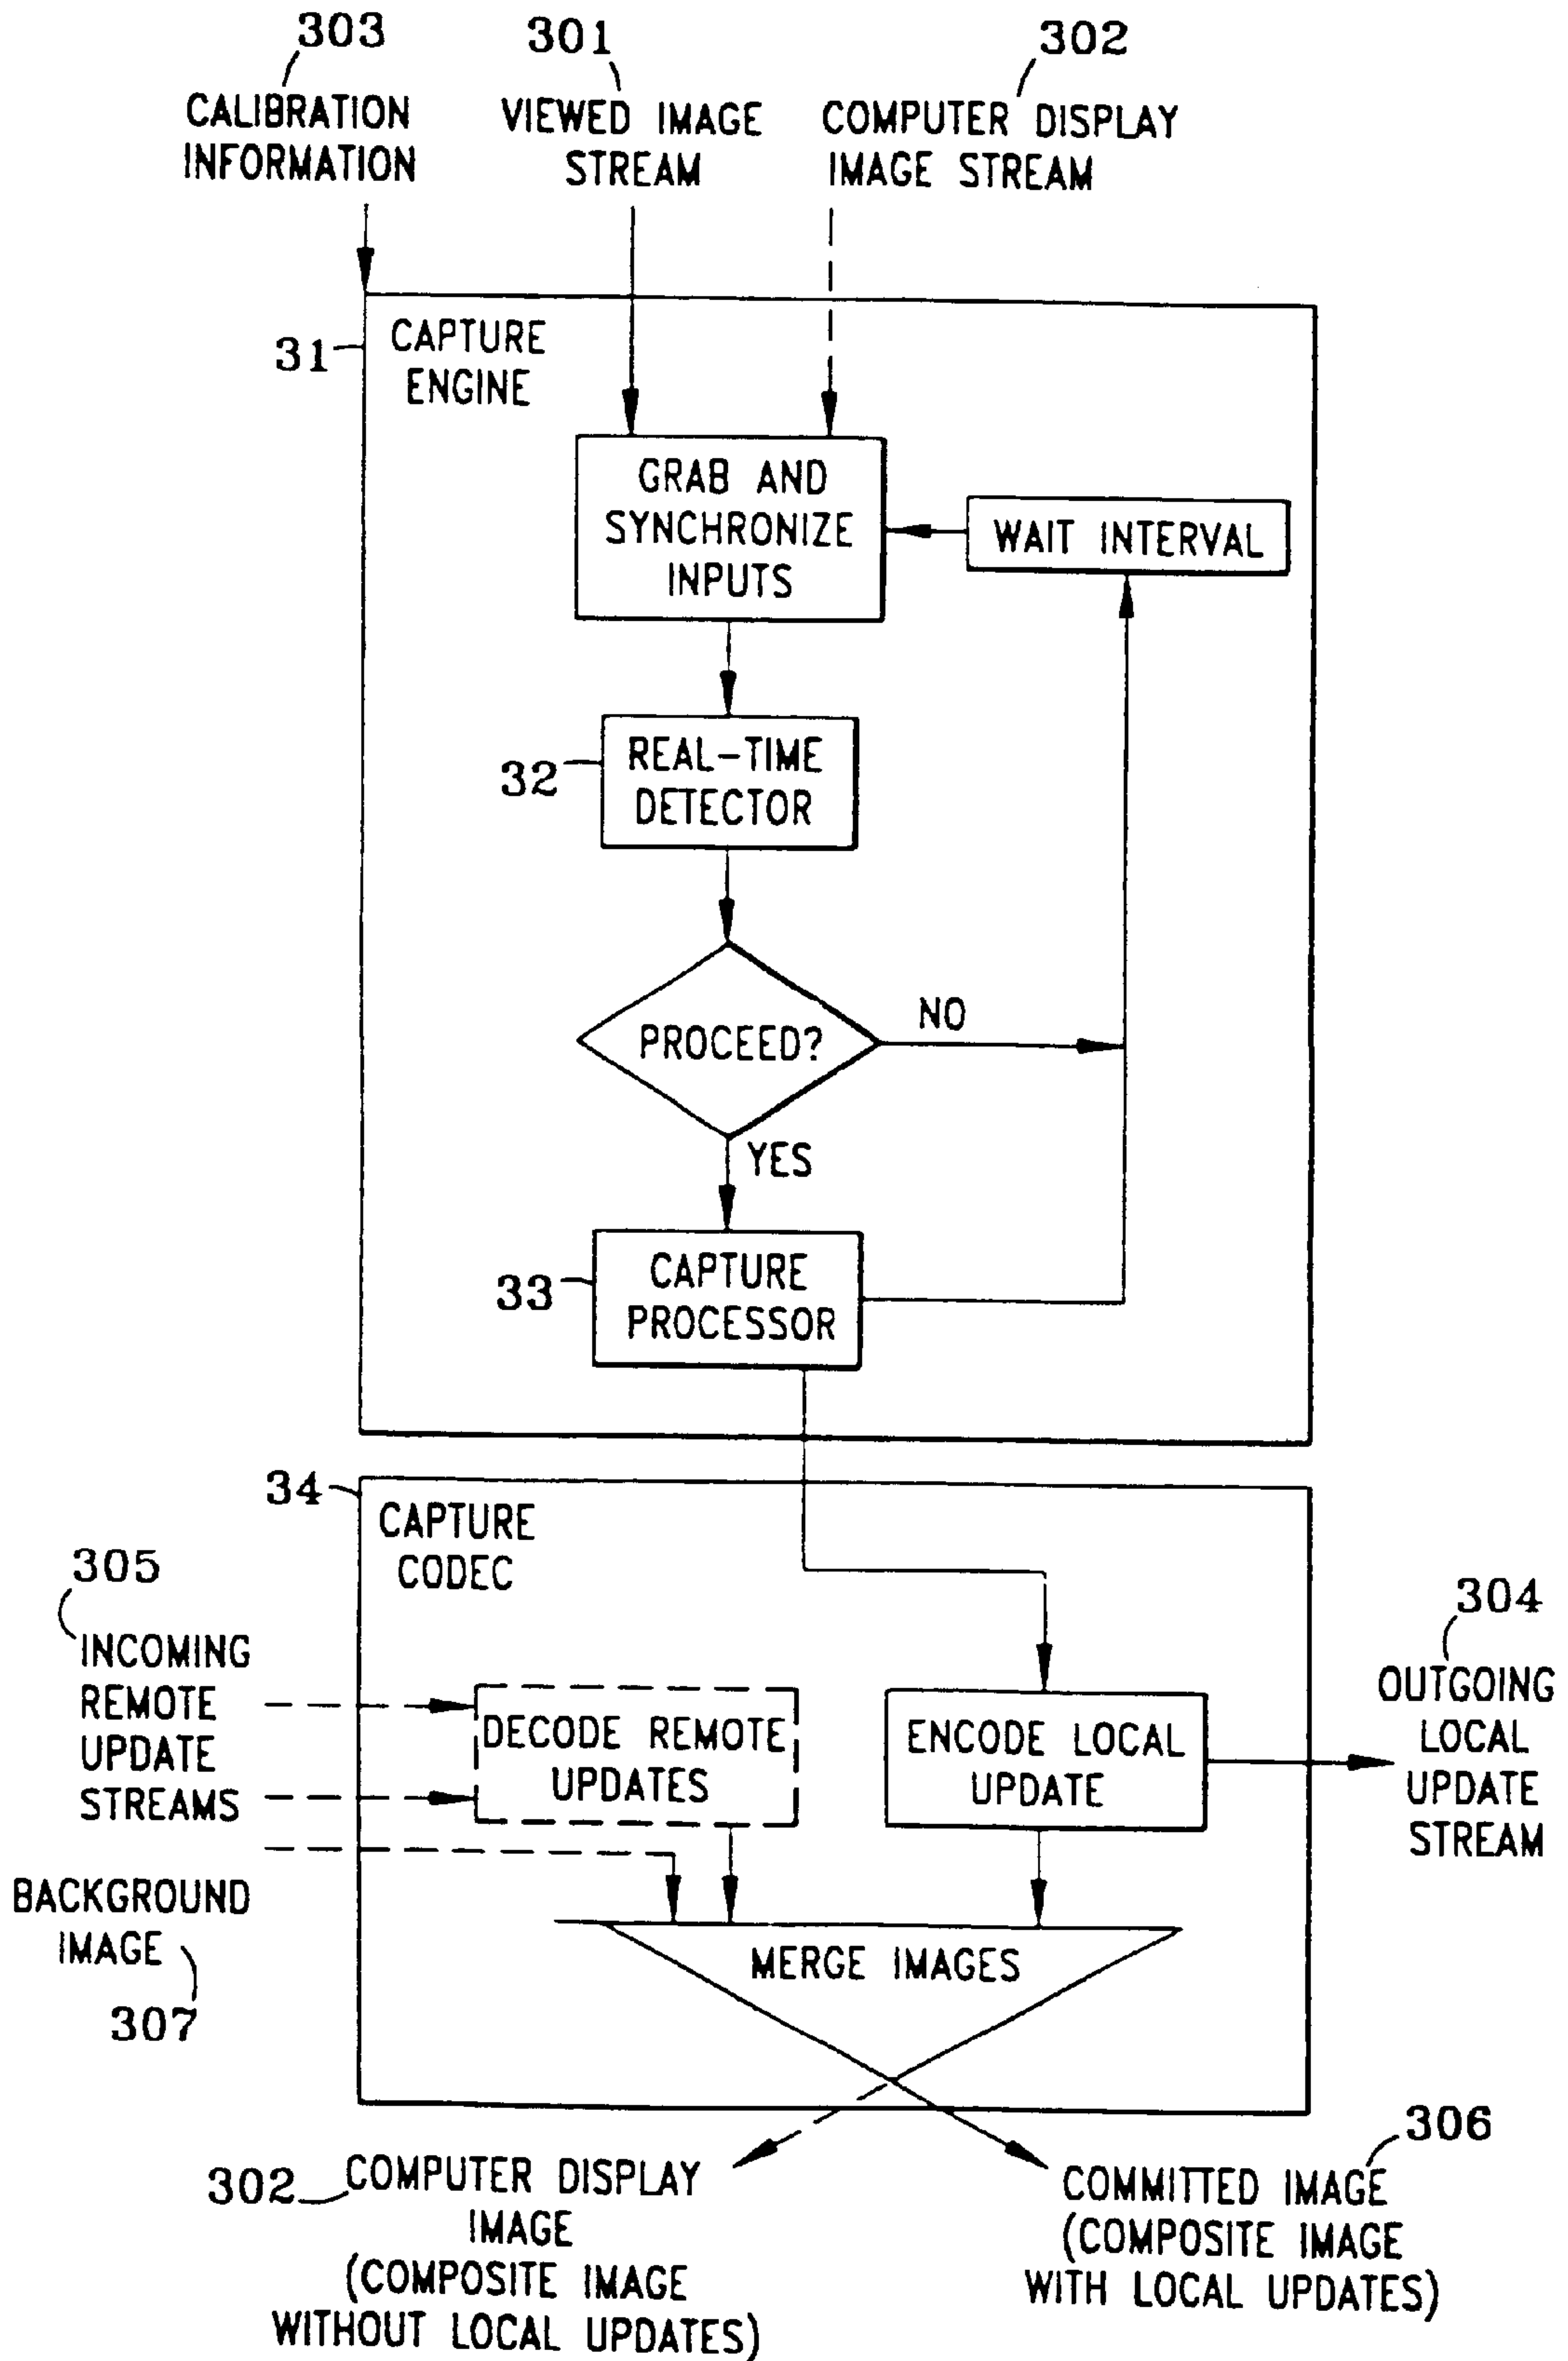 303
301
302
CALIBRATION
INFORMATION
VIEWED IMAGE
STREAM
COMPUTER DISPLAY
IMAGE STREAM
31
CAPTURE
ENGINE
GRAB AND
SYNCHRONIZE
INPUTS
WAIT INTERVAL
32
REAL-TIME
DETECTOR
PROCEED?
NO
YES
33
CAPTURE
PROCESSOR
34
CAPTURE
CODEC
305
INCOMING
REMOTE
UPDATE
STREAMS
DECODE REMOTE
UPDATES
ENCODE LOCAL
UPDATE
304
OUTGOING
LOCAL
UPDATE
STREAM
BACKGROUND
IMAGE
307
MERGE IMAGES
302
COMPUTER DISPLAY
IMAGE
(COMPOSITE IMAGE
WITHOUT LOCAL UPDATES)
306
COMMITTED IMAGE
(COMPOSITE IMAGE
WITH LOCAL UPDATES)